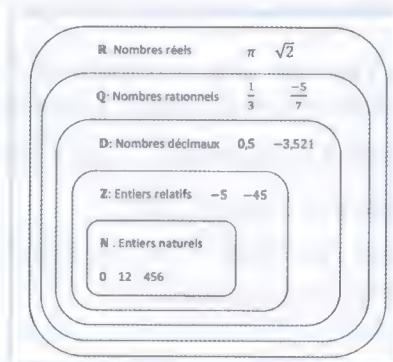 ℝ Nombres réels π √2
ℚ: Nombres rationnels 1/3 -5/7
𝔻: Nombres décimaux 0,5 −3,521
ℤ: Entiers relatifs −5 −45
ℕ . Entiers naturels
0 12 456